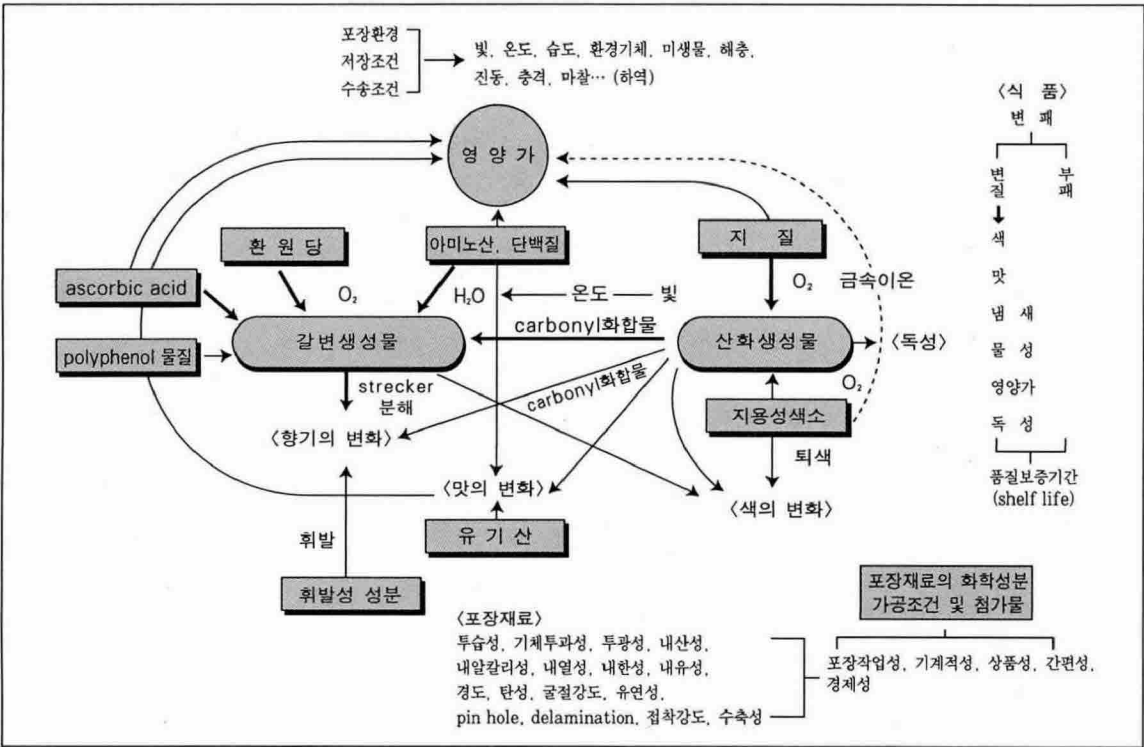 포장환경
저장조건
수송조건
빛, 온도, 습도, 환경기체, 미생물, 해충,
진동, 충격, 마찰… (하역)
〈식 품〉
변 패
변질
부패
색
맛
냄 새
물 성
영양가
독 성
품질보증기간
(shelf life)
영 양 가
환 원 당
아미노산, 단백질
지 질
ascorbic acid
O₂
H₂O
온도
빛
O₂
금속이온
polyphenol 물질
갈변생성물
carbonyl화합물
산화생성물
〈독성〉
strecker
분해
carbonyl화합물
O₂
지용성색소
〈향기의 변화〉
퇴색
〈맛의 변화〉
〈색의 변화〉
휘발
유 기 산
휘발성 성분
포장재료의 화학성분
가공조건 및 첨가물
〈포장재료〉
투습성, 기체투과성, 투광성, 내산성,
내알칼리성, 내열성, 내한성, 내유성,
경도, 탄성, 굴절강도, 유연성,
pin hole, delamination, 접착강도, 수축성
포장작업성, 기계적성, 상품성, 간편성,
경제성